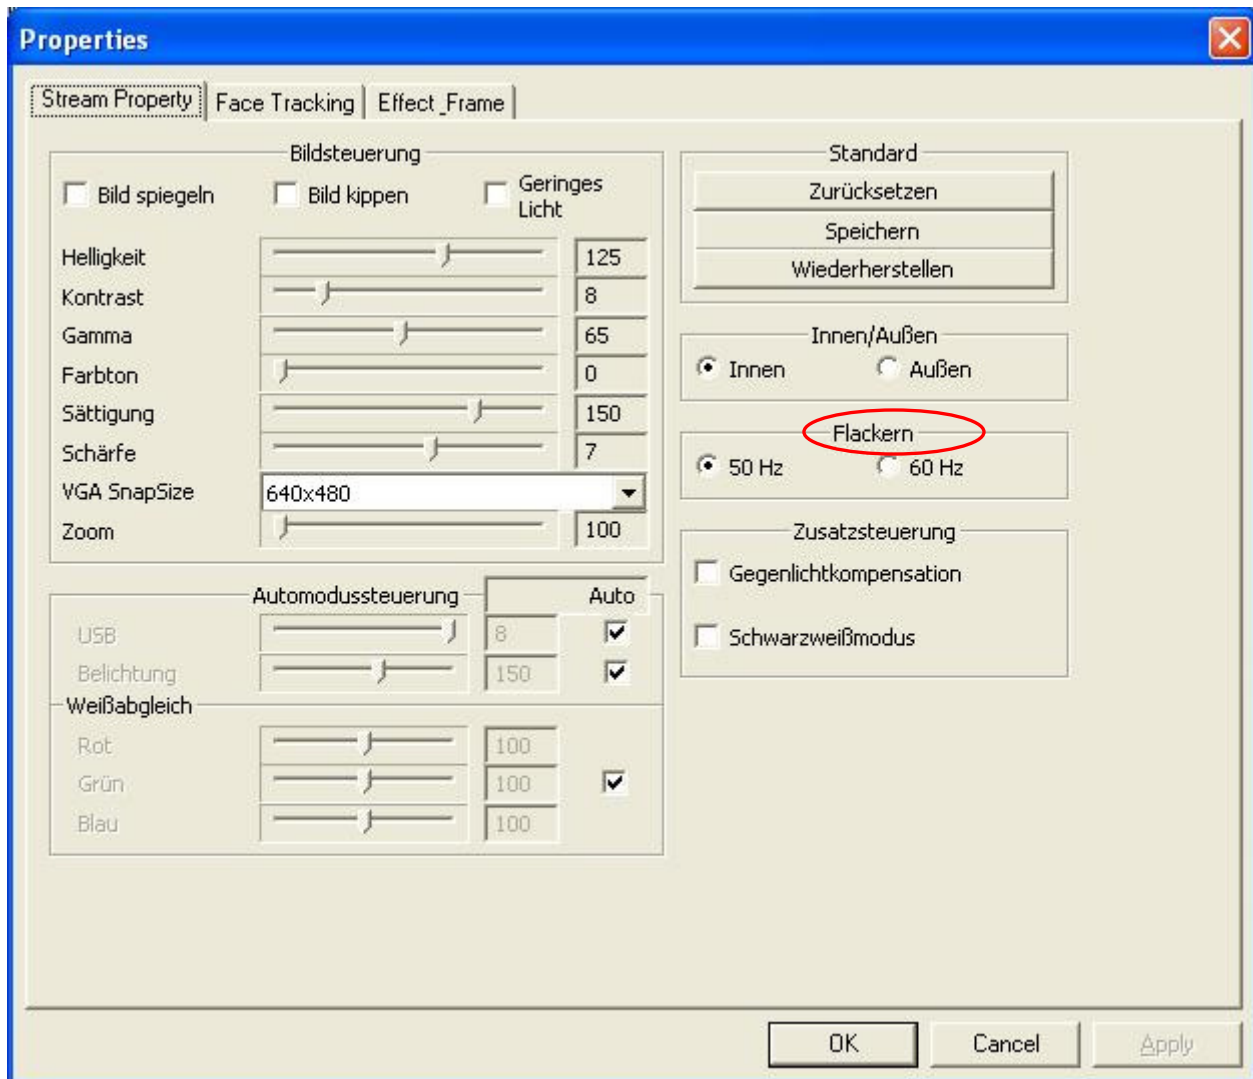 Properties
Stream Property Face Tracking Effect_Frame
Bildsteuerung
Bild spiegeln Bild kippen Geringes
Licht
Helligkeit 125
Kontrast 8
Gamma 65
Farbton 0
Sättigung 150
Schärfe 7
VGA SnapSize 640x480
Zoom 100
Automodussteuerung Auto
USB 8
Belichtung 150
Weißabgleich
Rot 100
Grün 100
Blau 100
Standard
Zurücksetzen
Speichern
Wiederherstellen
Innen/Außen
Innen Außen
Flackern
50 Hz 60 Hz
Zusatzsteuerung
Gegenlichtkompensation
Schwarzweißmodus
OK Cancel Apply